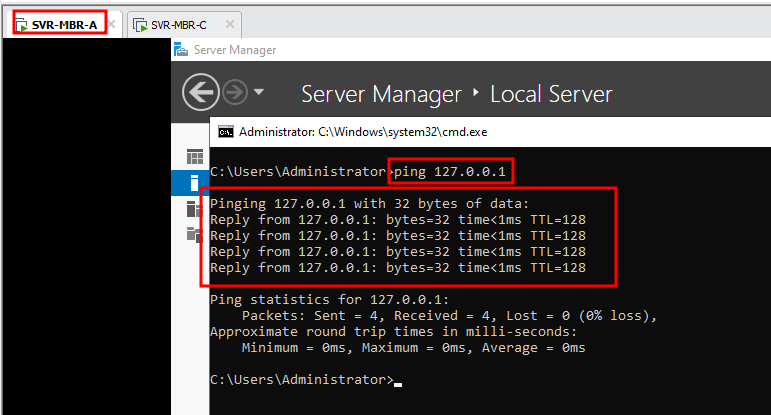 SVR-MBR-A
SVR-MBR-C
Server Manager
Server Manager
Local Server
Administrator: C:\Windows\system32\cmd.exe
C:\Users\Administrator>ping 127.0.0.1
Pinging 127.0.0.1 with 32 bytes of data:
Reply from 127.0.0.1: bytes=32 time<1ms TTL=128
Reply from 127.0.0.1: bytes=32 time<1ms TTL=128
Reply from 127.0.0.1: bytes=32 time<1ms TTL=128
Reply from 127.0.0.1: bytes=32 time<1ms TTL=128
Ping statistics for 127.0.0.1:
Packets: Sent = 4, Received = 4, Lost = 0 (0% loss),
Approximate round trip times in milli-seconds:
Minimum = 0ms, Maximum = 0ms, Average = 0ms
C:\Users\Administrator>